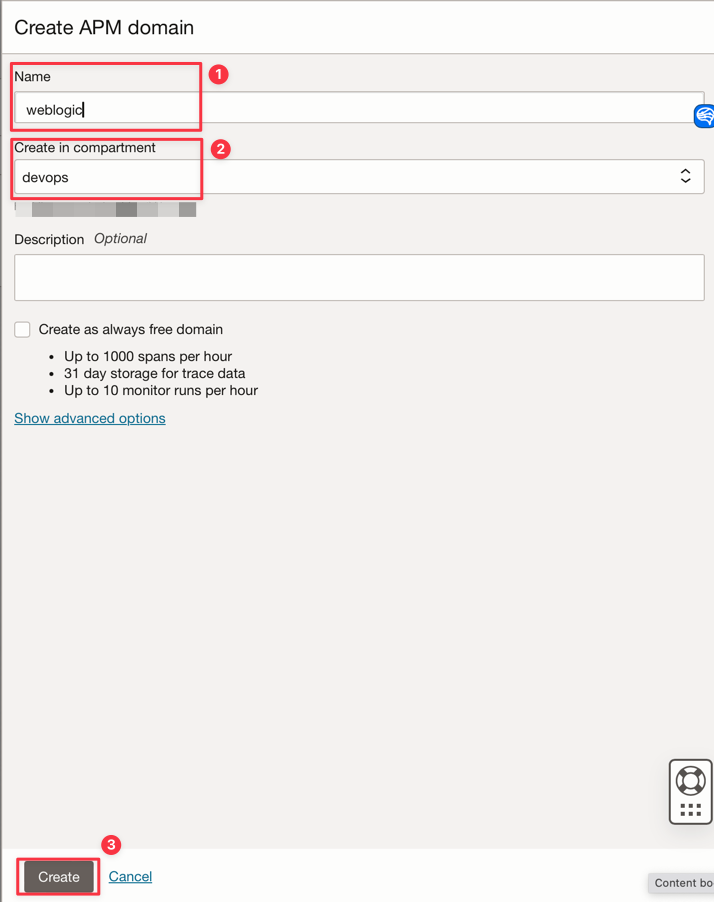 Create APM domain
Name
1
weblogic
Create in compartment
2
devops
Description Optional
Create as always free domain
• Up to 1000 spans per hour
• 31 day storage for trace data
• Up to 10 monitor runs per hour
Show advanced options
3
Create
Cancel
Content bo